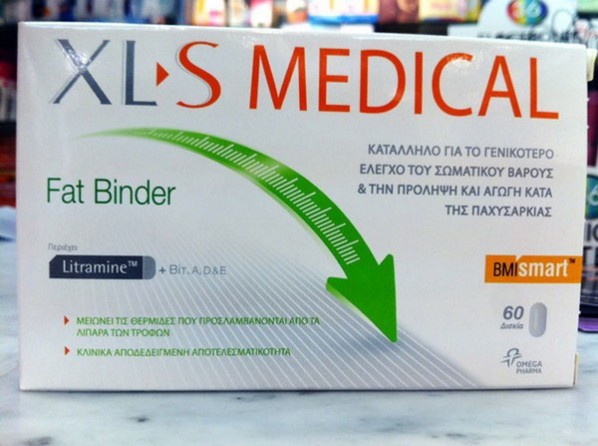 XL▸S MEDICAL
ΚΑΤΑΛΛΗΛΟ ΓΙΑ ΤΟ ΓΕΝΙΚΟΤΕΡΟ
ΕΛΕΓΧΟ ΤΟΥ ΣΩΜΑΤΙΚΟΥ ΒΑΡΟΥΣ
& ΤΗΝ ΠΡΟΛΗΨΗ ΚΑΙ ΑΓΩΓΗ ΚΑΤΑ
ΤΗΣ ΠΑΧΥΣΑΡΚΙΑΣ
Fat Binder
Περιέχει
Litramine™ + ΒΙΤ. A, D & E
BMIsmart™
60
Δισκία
ΜΕΙΩΝΕΙ ΤΙΣ ΘΕΡΜΙΔΕΣ ΠΟΥ ΠΡΟΣΛΑΜΒΑΝΟΝΤΑΙ ΑΠΟ ΤΑ
ΛΙΠΑΡΑ ΤΩΝ ΤΡΟΦΩΝ
ΚΛΙΝΙΚΑ ΑΠΟΔΕΔΕΙΓΜΕΝΗ ΑΠΟΤΕΛΕΣΜΑΤΙΚΟΤΗΤΑ
OMEGA
PHARMA